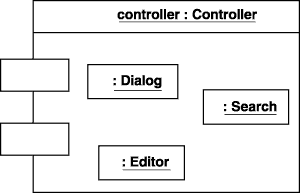 controller : Controller
: Dialog
: Search
: Editor